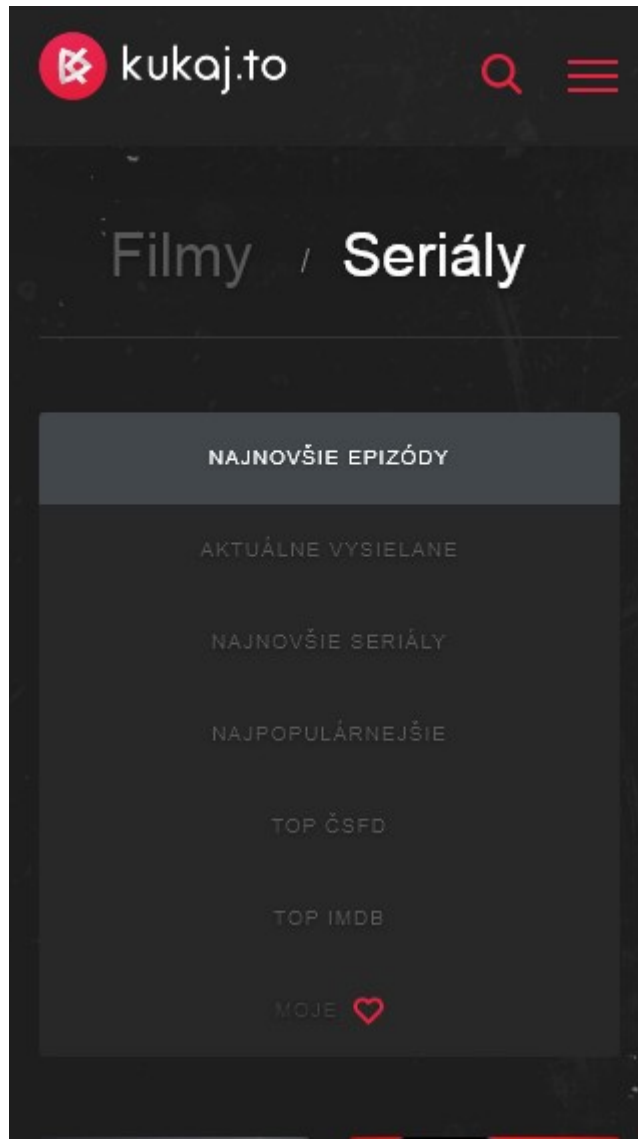 kukaj.to
Filmy / Seriály
NAJNOVŠIE EPIZÓDY
AKTUÁLNE VYSIELANE
NAJNOVŠIE SERIÁLY
NAJPOPULÁRNEJŠIE
TOP ČSFD
TOP IMDB
MOJE